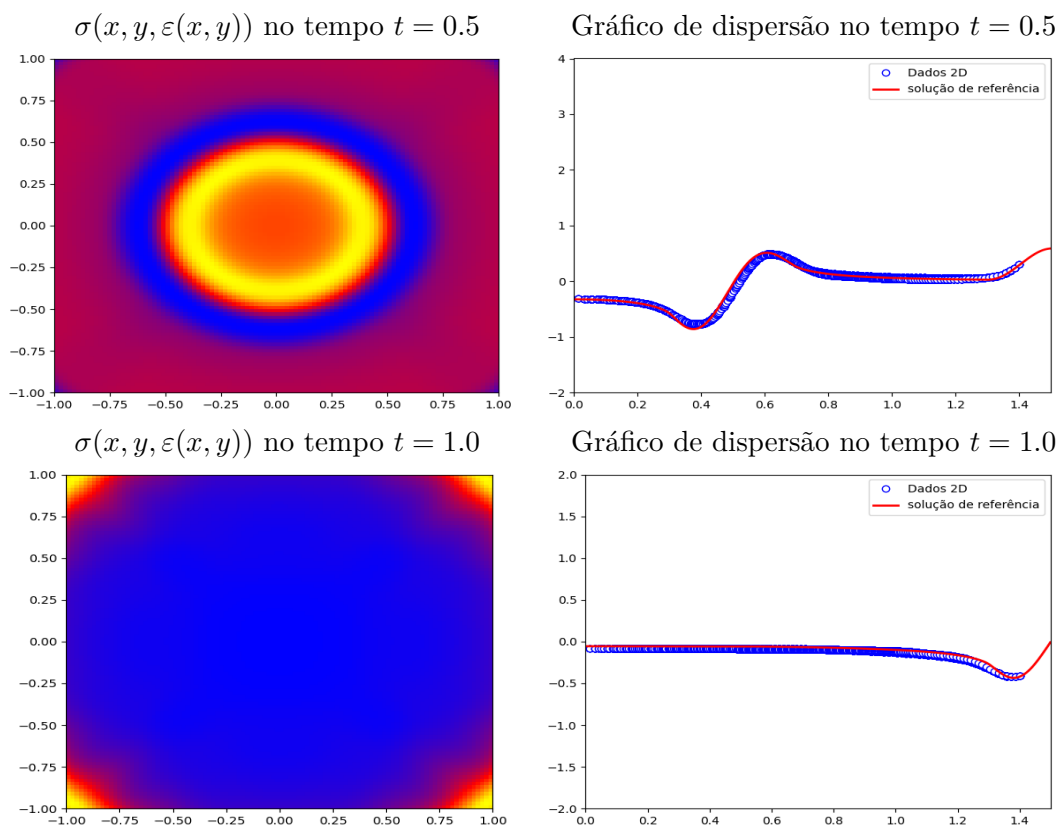 σ(x, y, ε(x, y)) no tempo t = 0.5
Gráfico de dispersão no tempo t = 0.5
1.00
0.75
0.50
0.25
0.00
−0.25
−0.50
−0.75
−1.00
−1.00 −0.75 −0.50 −0.25 0.00 0.25 0.50 0.75 1.00
4
3
2
1
0
−1
−2
0.0 0.2 0.4 0.6 0.8 1.0 1.2 1.4
Dados 2D
solução de referência
σ(x, y, ε(x, y)) no tempo t = 1.0
Gráfico de dispersão no tempo t = 1.0
1.00
0.75
0.50
0.25
0.00
−0.25
−0.50
−0.75
−1.00
−1.00 −0.75 −0.50 −0.25 0.00 0.25 0.50 0.75 1.00
2.0
1.5
1.0
0.5
−0.0
−0.5
−1.0
−1.5
−2.0
0.0 0.2 0.4 0.6 0.8 1.0 1.2 1.4
Dados 2D
solução de referência